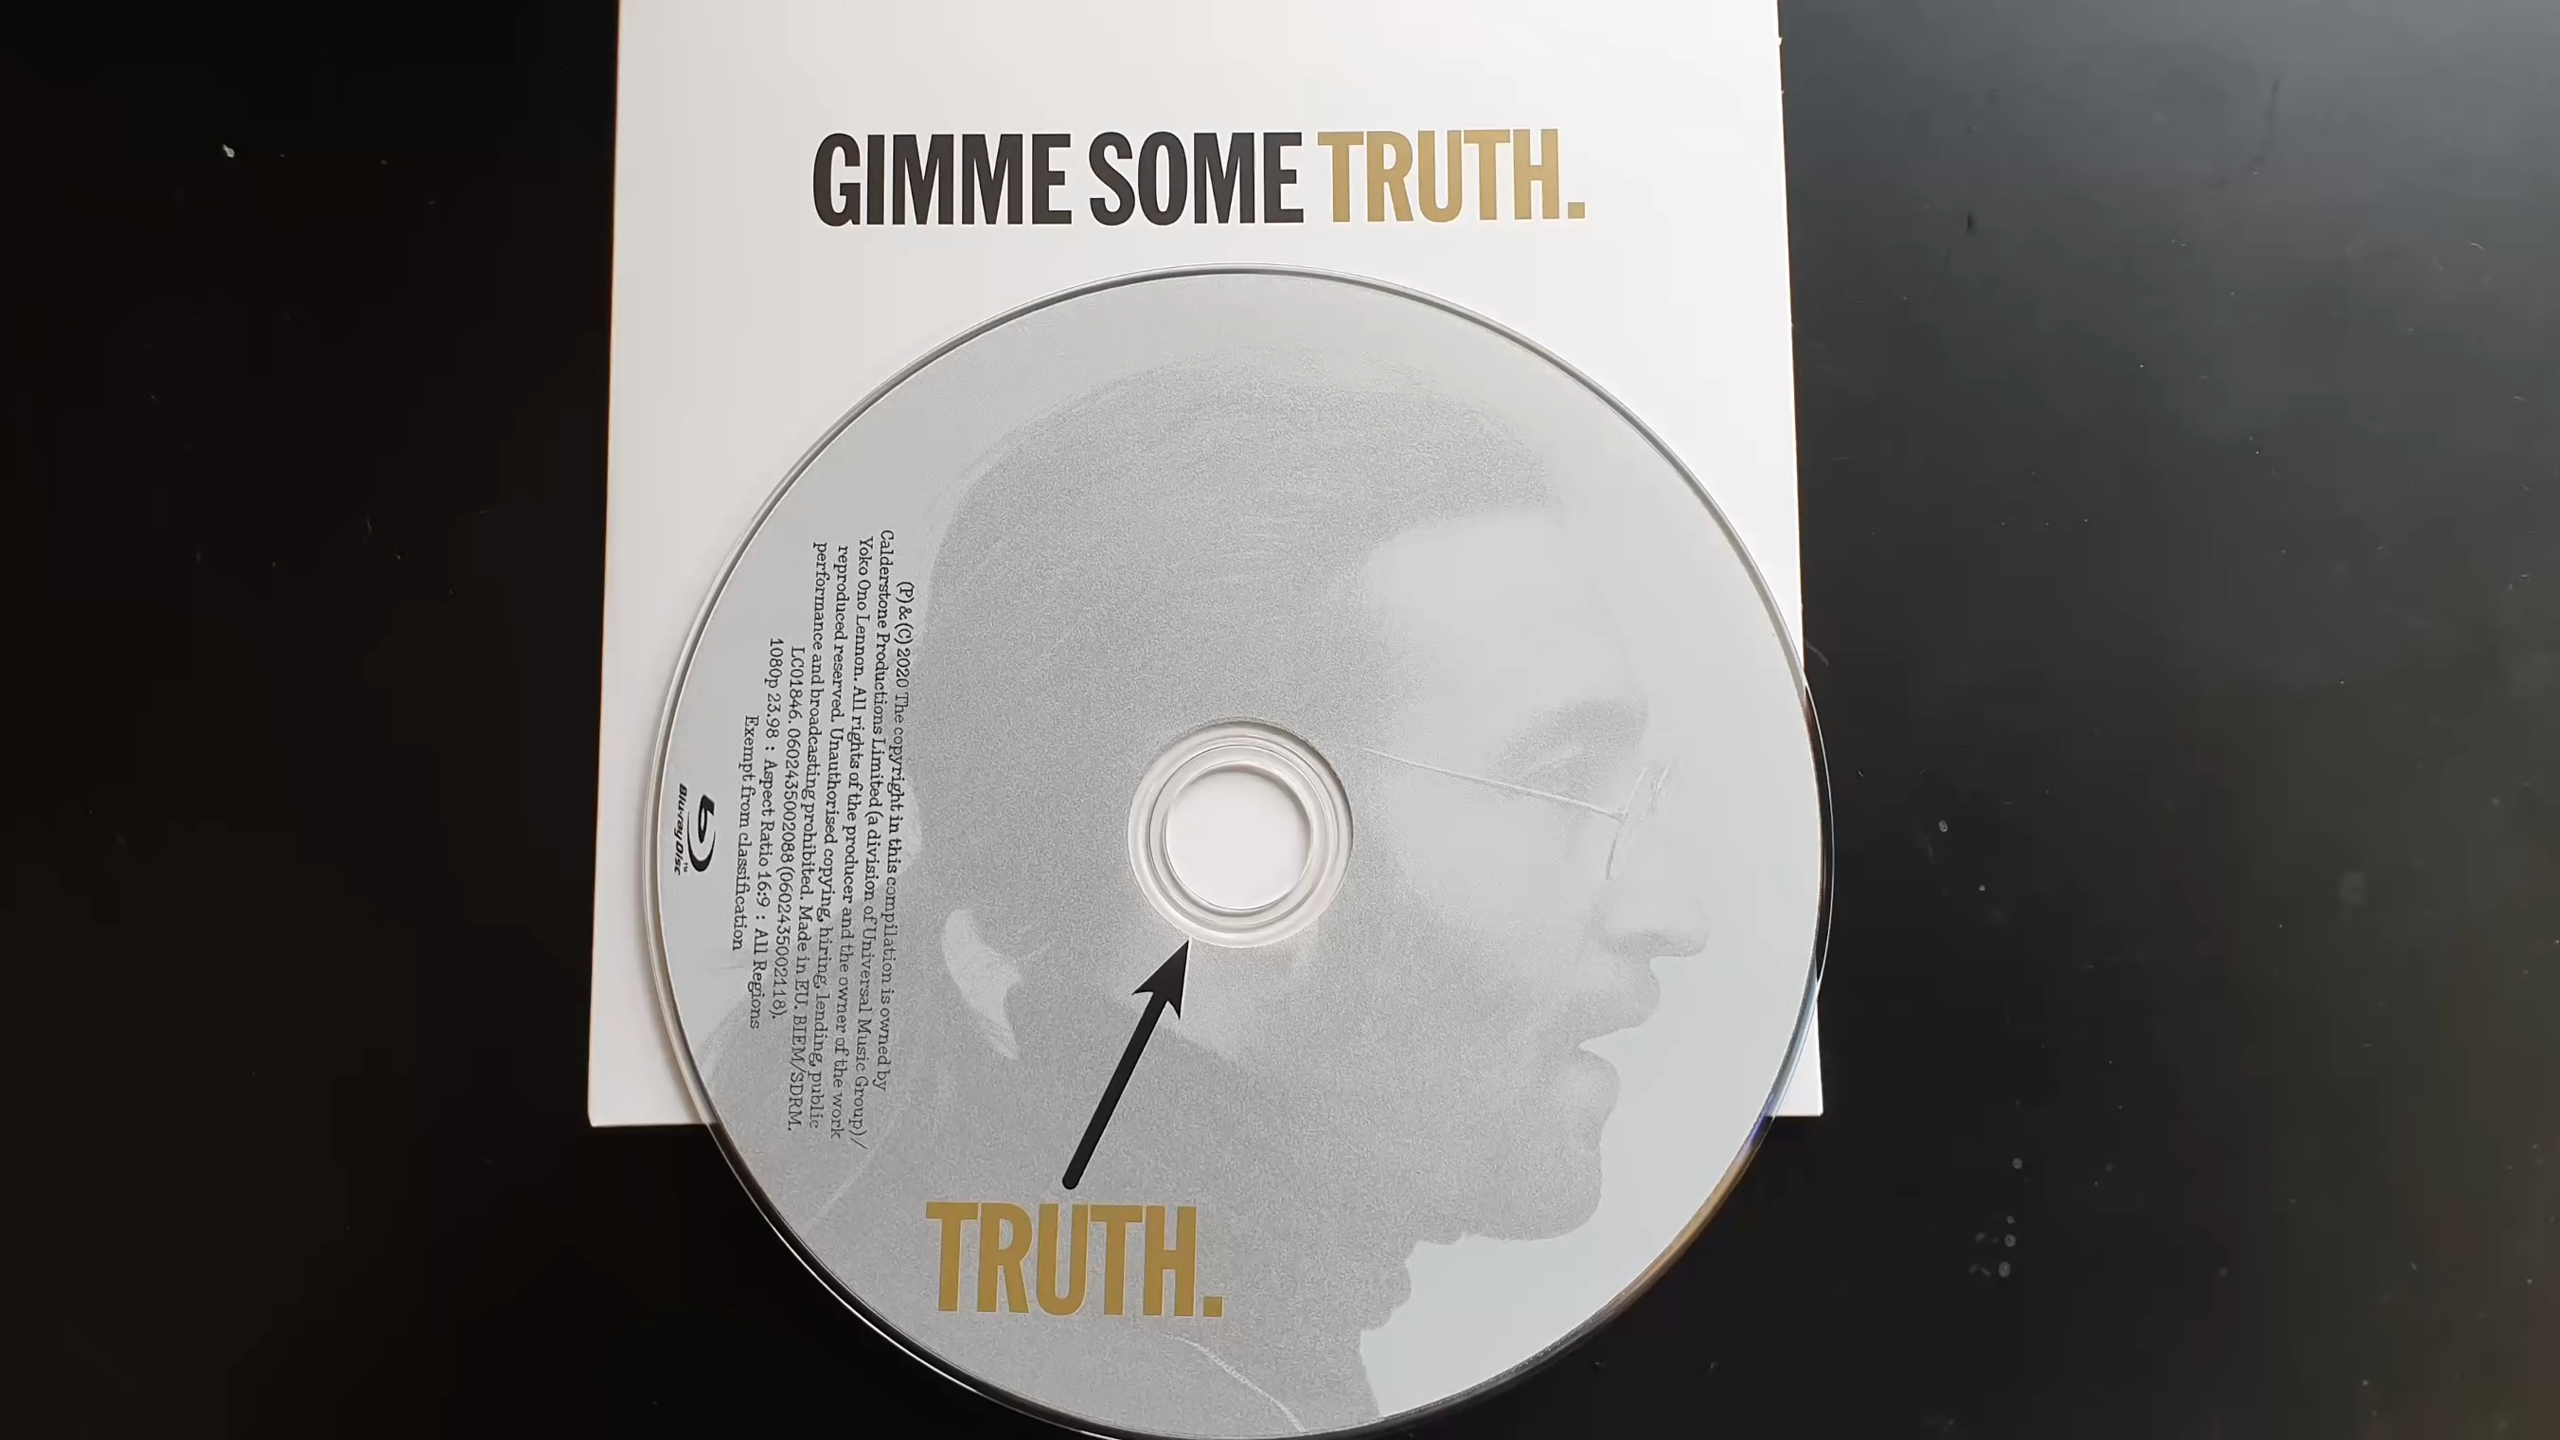 GIMME SOME TRUTH.
(P) & (C) 2020 The copyright in this compilation is owned by
Calderstone Productions Limited (a division of Universal Music Group)/
Yoko Ono Lennon. All rights of the producer and the owner of the work
reproduced reserved. Unauthorised copying, hiring, lending, public
performance and broadcasting prohibited. Made in EU. BIEM/SDRM.
LC01846. 0602435002088 (0602435002118).
1080p 23.98 : Aspect Ratio 16:9 : All Regions
Exempt from classification
Blu-ray Disc™
TRUTH.